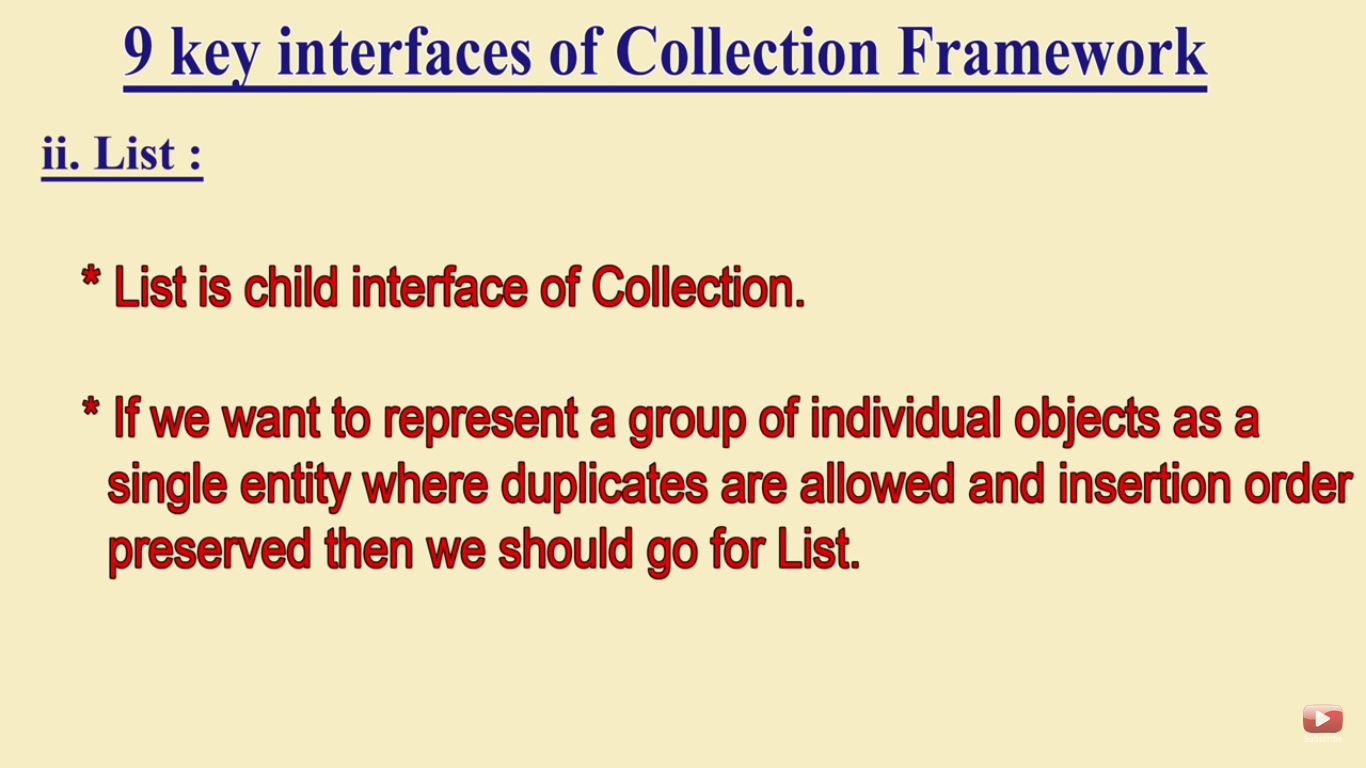 9 key interfaces of Collection Framework
ii. List :
* List is child interface of Collection.
* If we want to represent a group of individual objects as a
single entity where duplicates are allowed and insertion order
preserved then we should go for List.